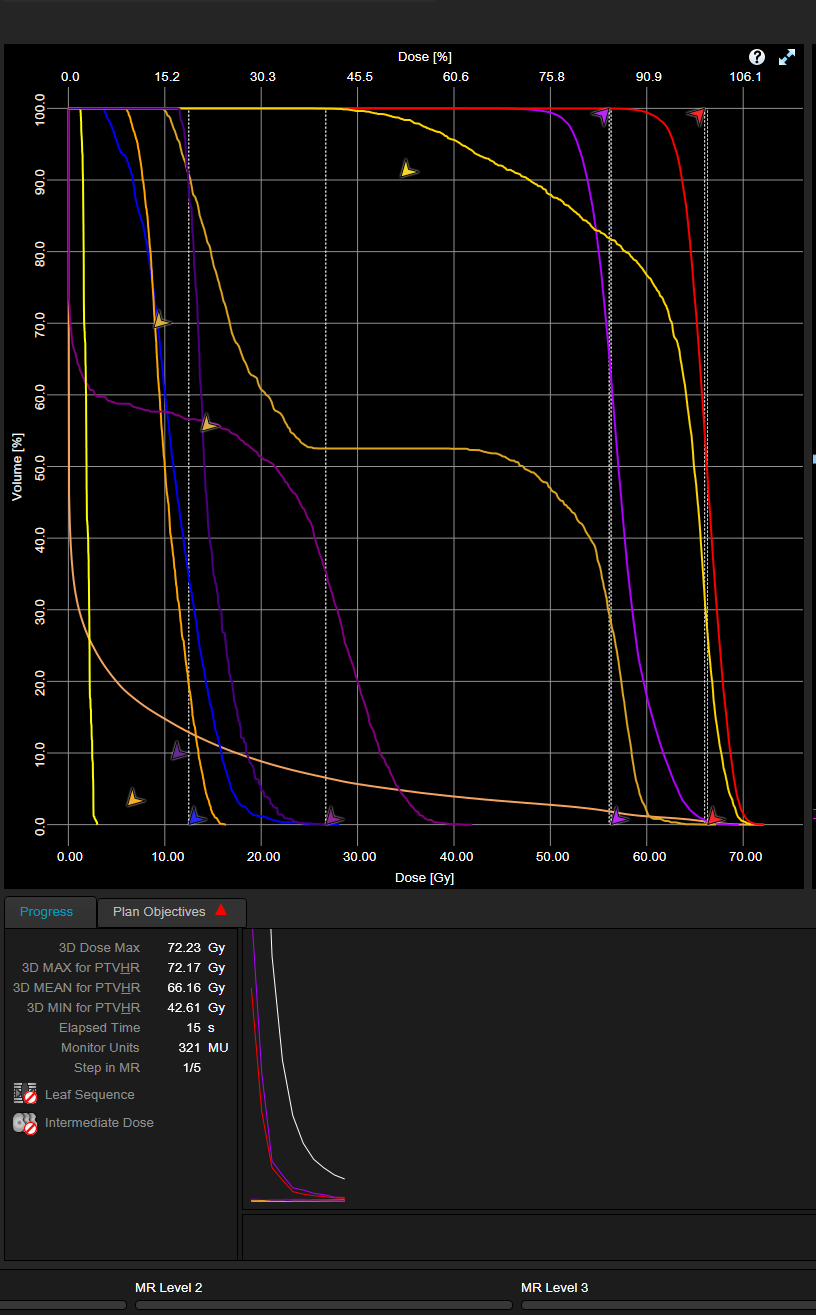 Dose [%]
?
0.0 15.2 30.3 45.5 60.6 75.8 90.9 106.1
100.0
90.0
80.0
70.0
60.0
50.0
40.0
30.0
20.0
10.0
0.0
Volume [%]
0.00 10.00 20.00 30.00 40.00 50.00 60.00 70.00
Dose [Gy]
Progress Plan Objectives
3D Dose Max 72.23 Gy
3D MAX for PTVHR 72.17 Gy
3D MEAN for PTVHR 66.16 Gy
3D MIN for PTVHR 42.61 Gy
Elapsed Time 15 s
Monitor Units 321 MU
Step in MR 1/5
Leaf Sequence
Intermediate Dose
MR Level 2 MR Level 3